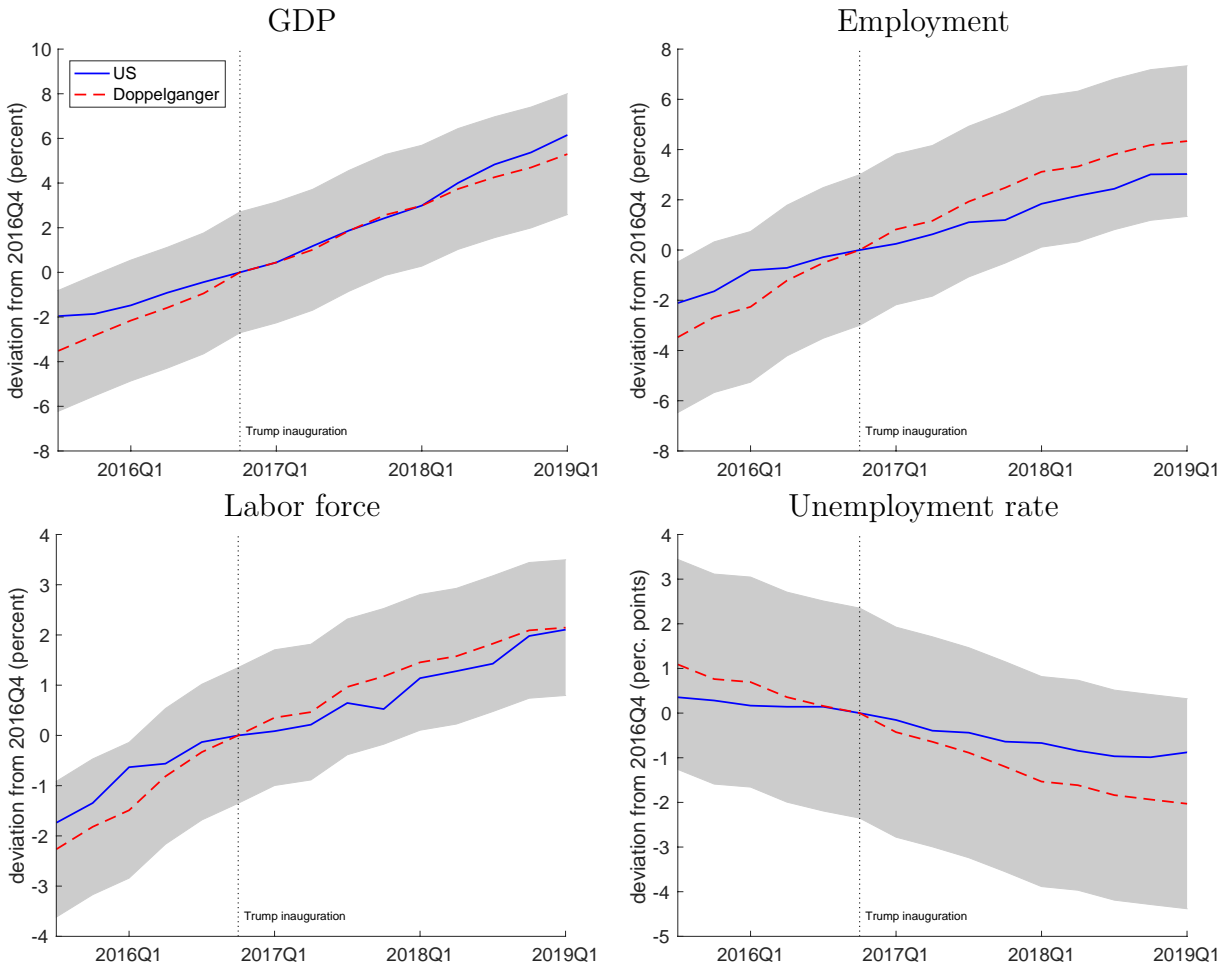 GDP
deviation from 2016Q4 (percent)
10
8
6
4
2
0
-2
-4
-6
-8
US
Doppelganger
Trump inauguration
2016Q1
2017Q1
2018Q1
2019Q1
Employment
deviation from 2016Q4 (percent)
8
6
4
2
0
-2
-4
-6
-8
Trump inauguration
2016Q1
2017Q1
2018Q1
2019Q1
Labor force
deviation from 2016Q4 (percent)
4
3
2
1
0
-1
-2
-3
-4
Trump inauguration
2016Q1
2017Q1
2018Q1
2019Q1
Unemployment rate
deviation from 2016Q4 (perc. points)
4
3
2
1
0
-1
-2
-3
-4
-5
Trump inauguration
2016Q1
2017Q1
2018Q1
2019Q1